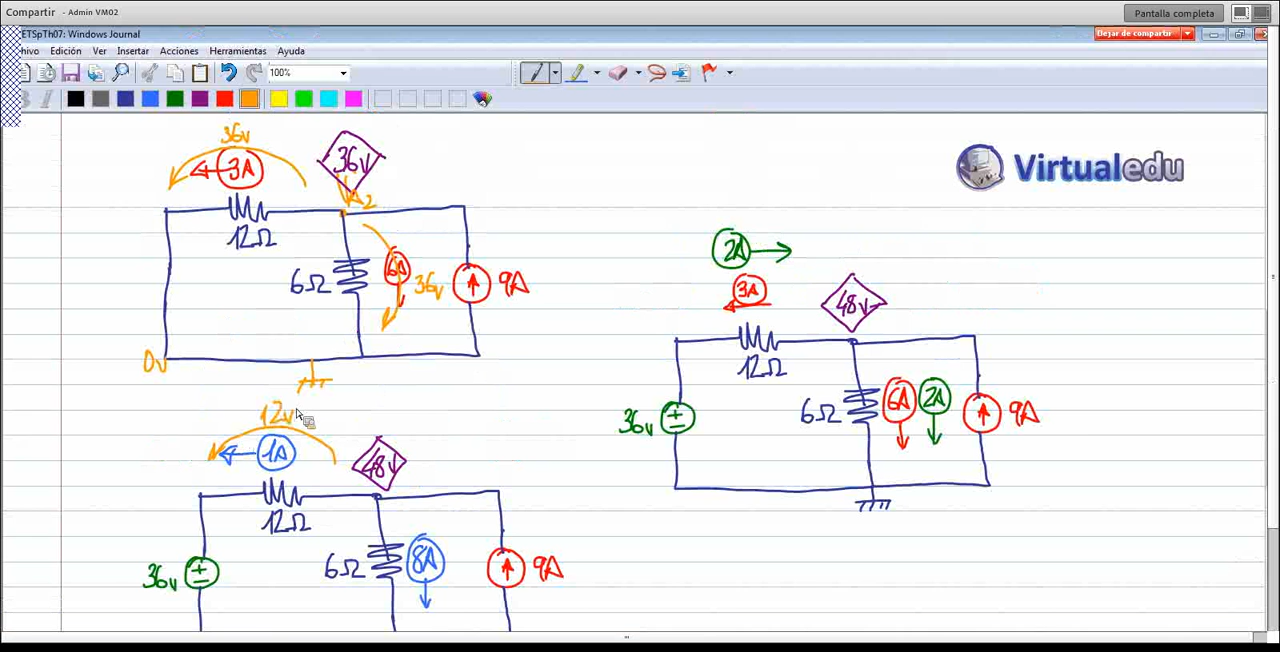 Compartir - Admin VM02
Pantalla completa
ETSpTh07: Windows Journal
Dejar de compartir
hivo Edición Ver Insertar Acciones Herramientas Ayuda
100%
36v
3A
36v
A2
12Ω
6Ω
6A
36v
9A
0v
Virtualedu
2A
3A
48v
12Ω
36v
6Ω
6A
2A
9A
12v
1A
48v
12Ω
36v
6Ω
8A
9A